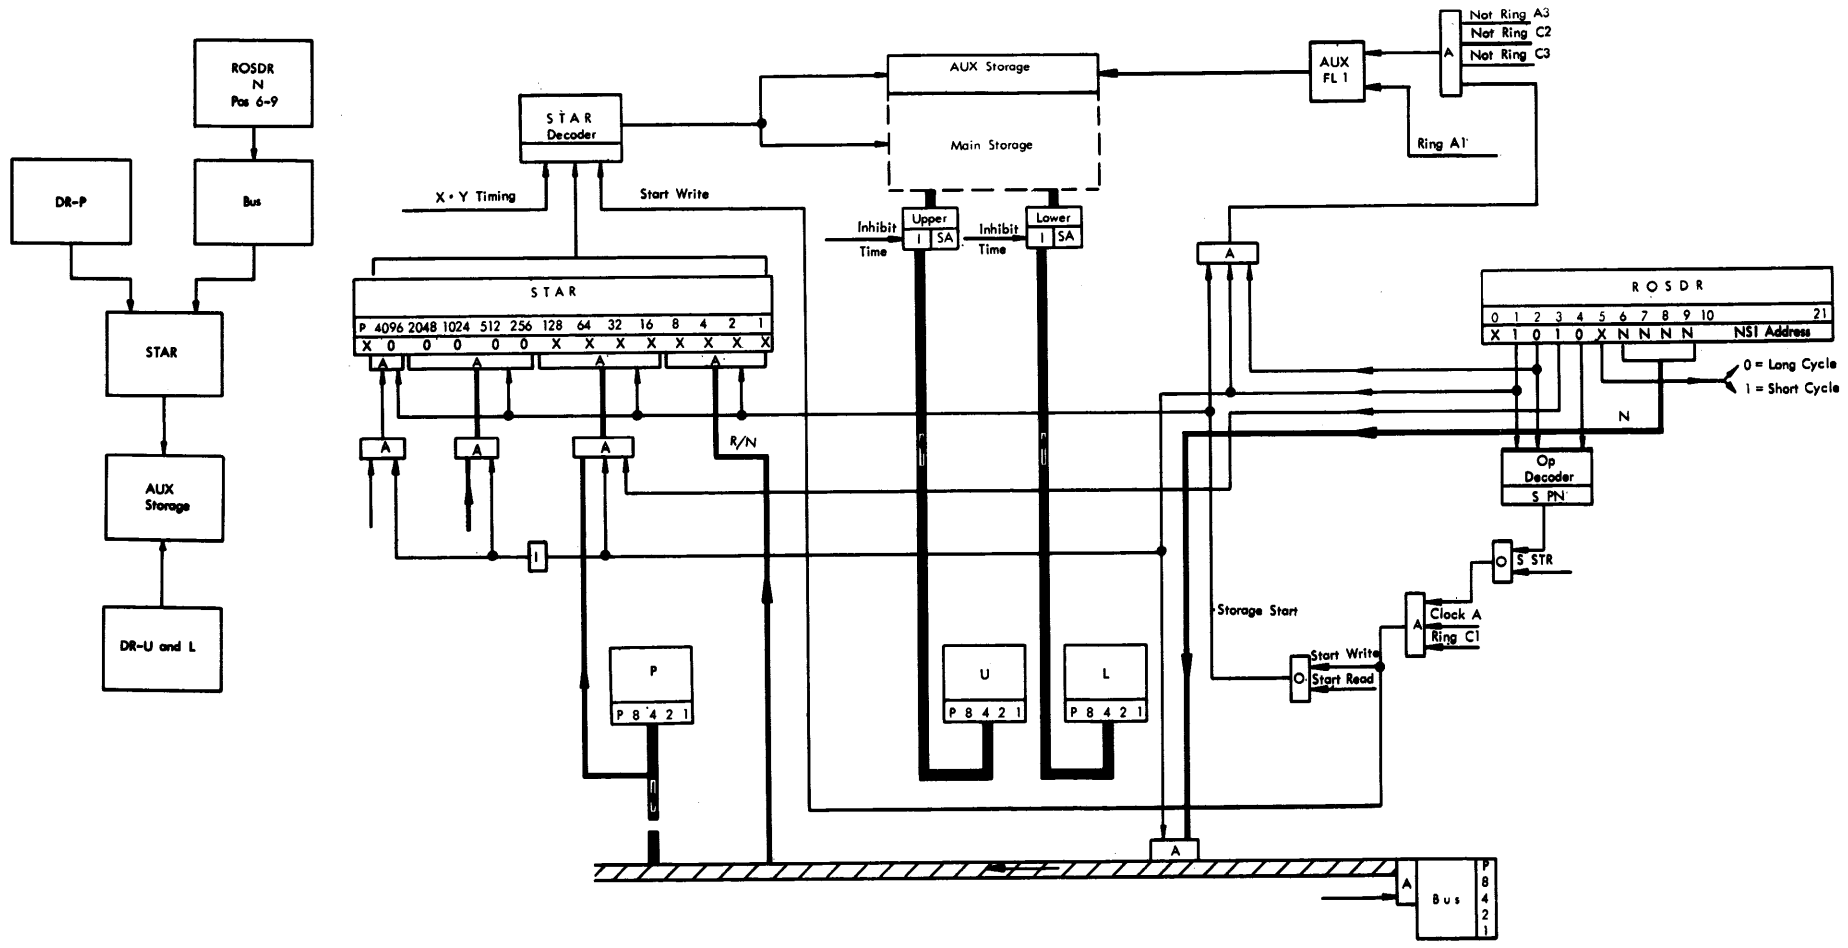 ROSDR
N
Pos 6-9
DR-P
Bus
STAR
AUX
Storage
DR-U and L
STAR
Decoder
X • Y Timing
Start Write
AUX Storage
Main Storage
Upper
I SA
Lower
I SA
Inhibit
Time
Inhibit
Time
AUX
FL 1
A
Not Ring A3
Not Ring C2
Not Ring C3
Ring A1
A
STAR
P 4096 2048 1024 512 256 128 64 32 16 8 4 2 1
X 0 0 0 0 0 X X X X X X X X
A A A A
A A A
R/N
I
ROSDR
0 1 2 3 4 5 6 7 8 9 10 21
X 1 0 1 0 X N N N N NSI Address
0 = Long Cycle
1 = Short Cycle
N
Op
Decoder
S PN
O
S STR
A
Clock A
Ring C1
Storage Start
O
Start Write
Start Read
P
P 8 4 2 1
U
P 8 4 2 1
L
P 8 4 2 1
A
A
Bus
P
8
4
2
1